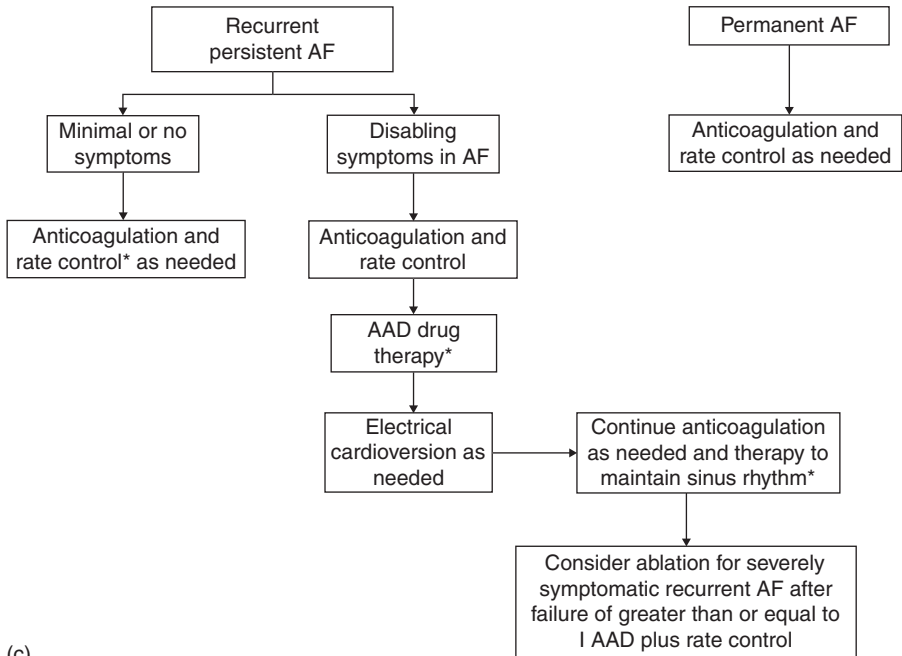 Recurrent
persistent AF
Permanent AF
Minimal or no
symptoms
Disabling
symptoms in AF
Anticoagulation and
rate control as needed
Anticoagulation and
rate control* as needed
Anticoagulation and
rate control
AAD drug
therapy*
Electrical
cardioversion as
needed
Continue anticoagulation
as needed and therapy to
maintain sinus rhythm*
Consider ablation for severely
symptomatic recurrent AF after
failure of greater than or equal to
I AAD plus rate control
(c)